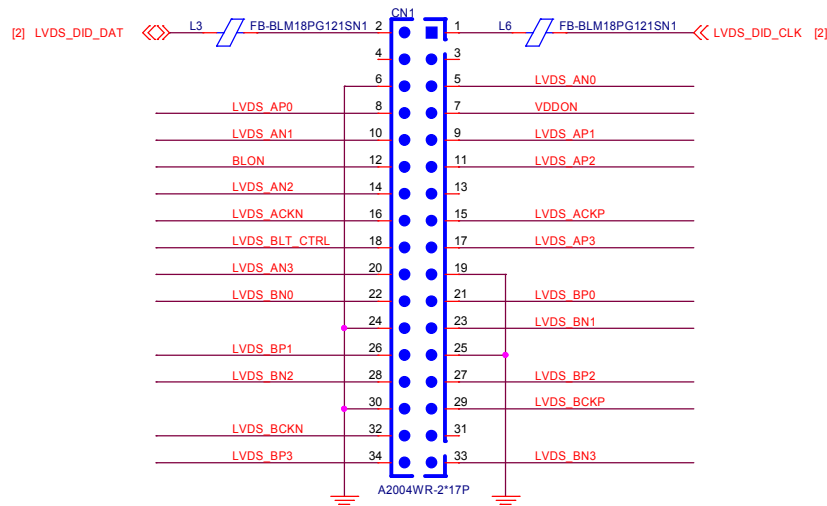 CN1
[2] LVDS_DID_DAT L3 FB-BLM18PG121SN1 2 1 L6 FB-BLM18PG121SN1 LVDS_DID_CLK [2]
4 3
6 5 LVDS_AN0
LVDS_AP0 8 7 VDDON
LVDS_AN1 10 9 LVDS_AP1
BLON 12 11 LVDS_AP2
LVDS_AN2 14 13
LVDS_ACKN 16 15 LVDS_ACKP
LVDS_BLT_CTRL 18 17 LVDS_AP3
LVDS_AN3 20 19
LVDS_BN0 22 21 LVDS_BP0
24 23 LVDS_BN1
LVDS_BP1 26 25
LVDS_BN2 28 27 LVDS_BP2
30 29 LVDS_BCKP
LVDS_BCKN 32 31
LVDS_BP3 34 33 LVDS_BN3
A2004WR-2*17P